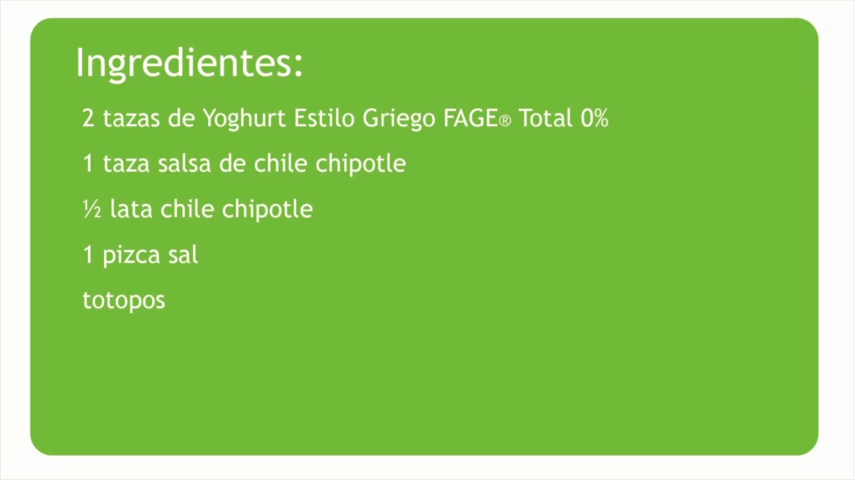 Ingredientes:
2 tazas de Yoghurt Estilo Griego FAGE® Total 0%
1 taza salsa de chile chipotle
½ lata chile chipotle
1 pizca sal
totopos